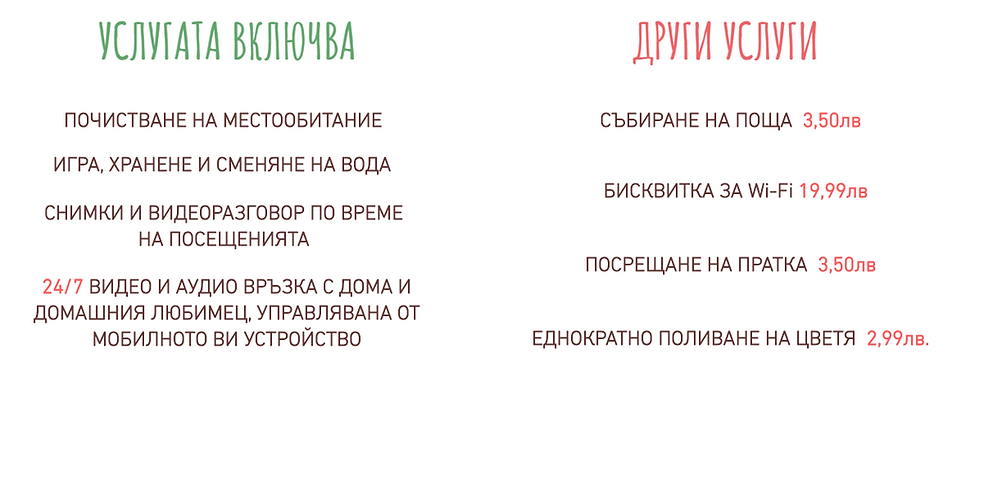 УСЛУГАТА ВКЛЮЧВА
ПОЧИСТВАНЕ НА МЕСТООБИТАНИЕ
ИГРА, ХРАНЕНЕ И СМЕНЯНЕ НА ВОДА
СНИМКИ И ВИДЕОРАЗГОВОР ПО ВРЕМЕ
НА ПОСЕЩЕНИЯТА
24/7 ВИДЕО И АУДИО ВРЪЗКА С ДОМА И
ДОМАШНИЯ ЛЮБИМЕЦ, УПРАВЛЯВАНА ОТ
МОБИЛНОТО ВИ УСТРОЙСТВО
ДРУГИ УСЛУГИ
СЪБИРАНЕ НА ПОЩА 3,50лв
БИСКВИТКА ЗА Wi-Fi 19,99лв
ПОСРЕЩАНЕ НА ПРАТКА 3,50лв
ЕДНОКРАТНО ПОЛИВАНЕ НА ЦВЕТЯ 2,99лв.